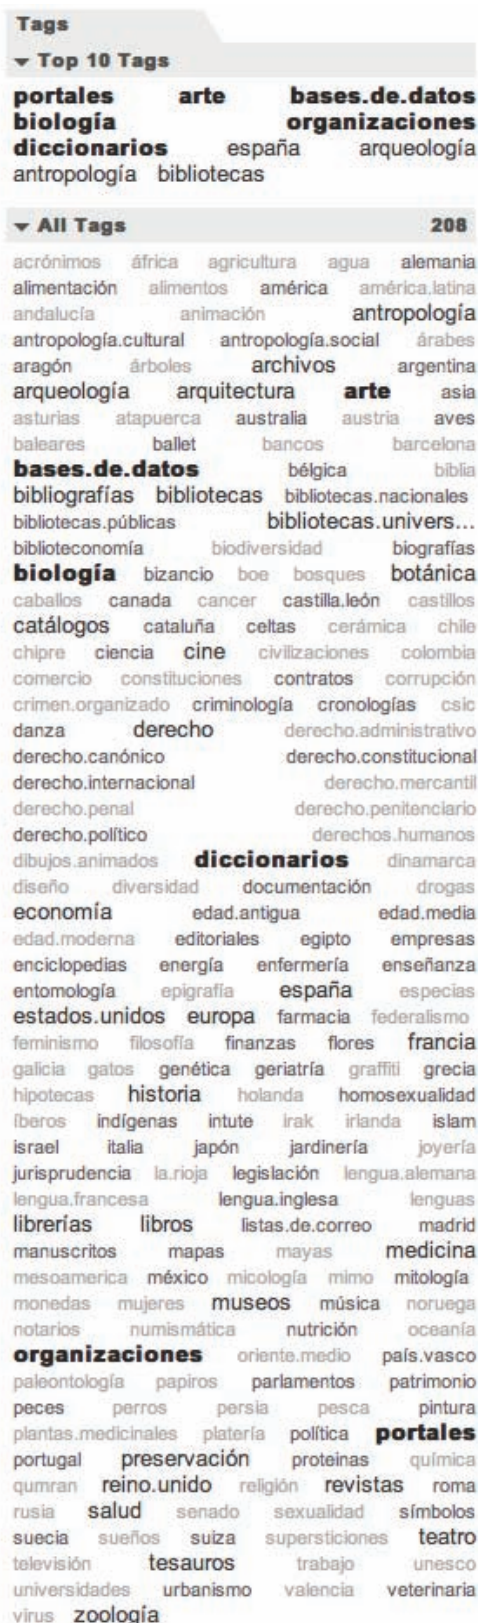 Tags
Top 10 Tags
portales arte bases.de.datos
biología organizaciones
diccionarios españa arqueología
antropología bibliotecas
All Tags 208
acrónimos áfrica agricultura agua alemania
alimentación alimentos américa américa.latina
andalucía animación antropología
antropología.cultural antropología.social árabes
aragón árboles archivos argentina
arqueología arquitectura arte asia
asturias atapuerca australia austria aves
baleares ballet bancos barcelona
bases.de.datos bélgica biblia
bibliografías bibliotecas bibliotecas.nacionales
bibliotecas.públicas bibliotecas.univers...
biblioteconomía biodiversidad biografías
biología bizancio boe bosques botánica
caballos canada cancer castilla.león castillos
catálogos cataluña celtas cerámica chile
chipre ciencia cine civilizaciones colombia
comercio constituciones contratos corrupción
crimen.organizado criminología cronologías csic
danza derecho derecho.administrativo
derecho.canónico derecho.constitucional
derecho.internacional derecho.mercantil
derecho.penal derecho.penitenciario
derecho.político derechos.humanos
dibujos.animados diccionarios dinamarca
diseño diversidad documentación drogas
economía edad.antigua edad.media
edad.moderna editoriales egipto empresas
enciclopedias energía enfermería enseñanza
entomología epigrafía españa especias
estados.unidos europa farmacia federalismo
feminismo filosofía finanzas flores francia
galicia gatos genética geriatría graffiti grecia
hipotecas historia holanda homosexualidad
íberos indígenas intute irak irlanda islam
israel italia japón jardinería joyería
jurisprudencia la.rioja legislación lengua.alemana
lengua.francesa lengua.inglesa lenguas
librerías libros listas.de.correo madrid
manuscritos mapas mayas medicina
mesoamerica méxico micología mimo mitología
monedas mujeres museos música noruega
notarios numismática nutrición oceanía
organizaciones oriente.medio país.vasco
paleontología papiros parlamentos patrimonio
peces perros persia pesca pintura
plantas.medicinales platería política portales
portugal preservación proteinas química
qumran reino.unido religión revistas roma
rusia salud senado sexualidad símbolos
suecia sueños suiza supersticiones teatro
televisión tesauros trabajo unesco
universidades urbanismo valencia veterinaria
virus zoología